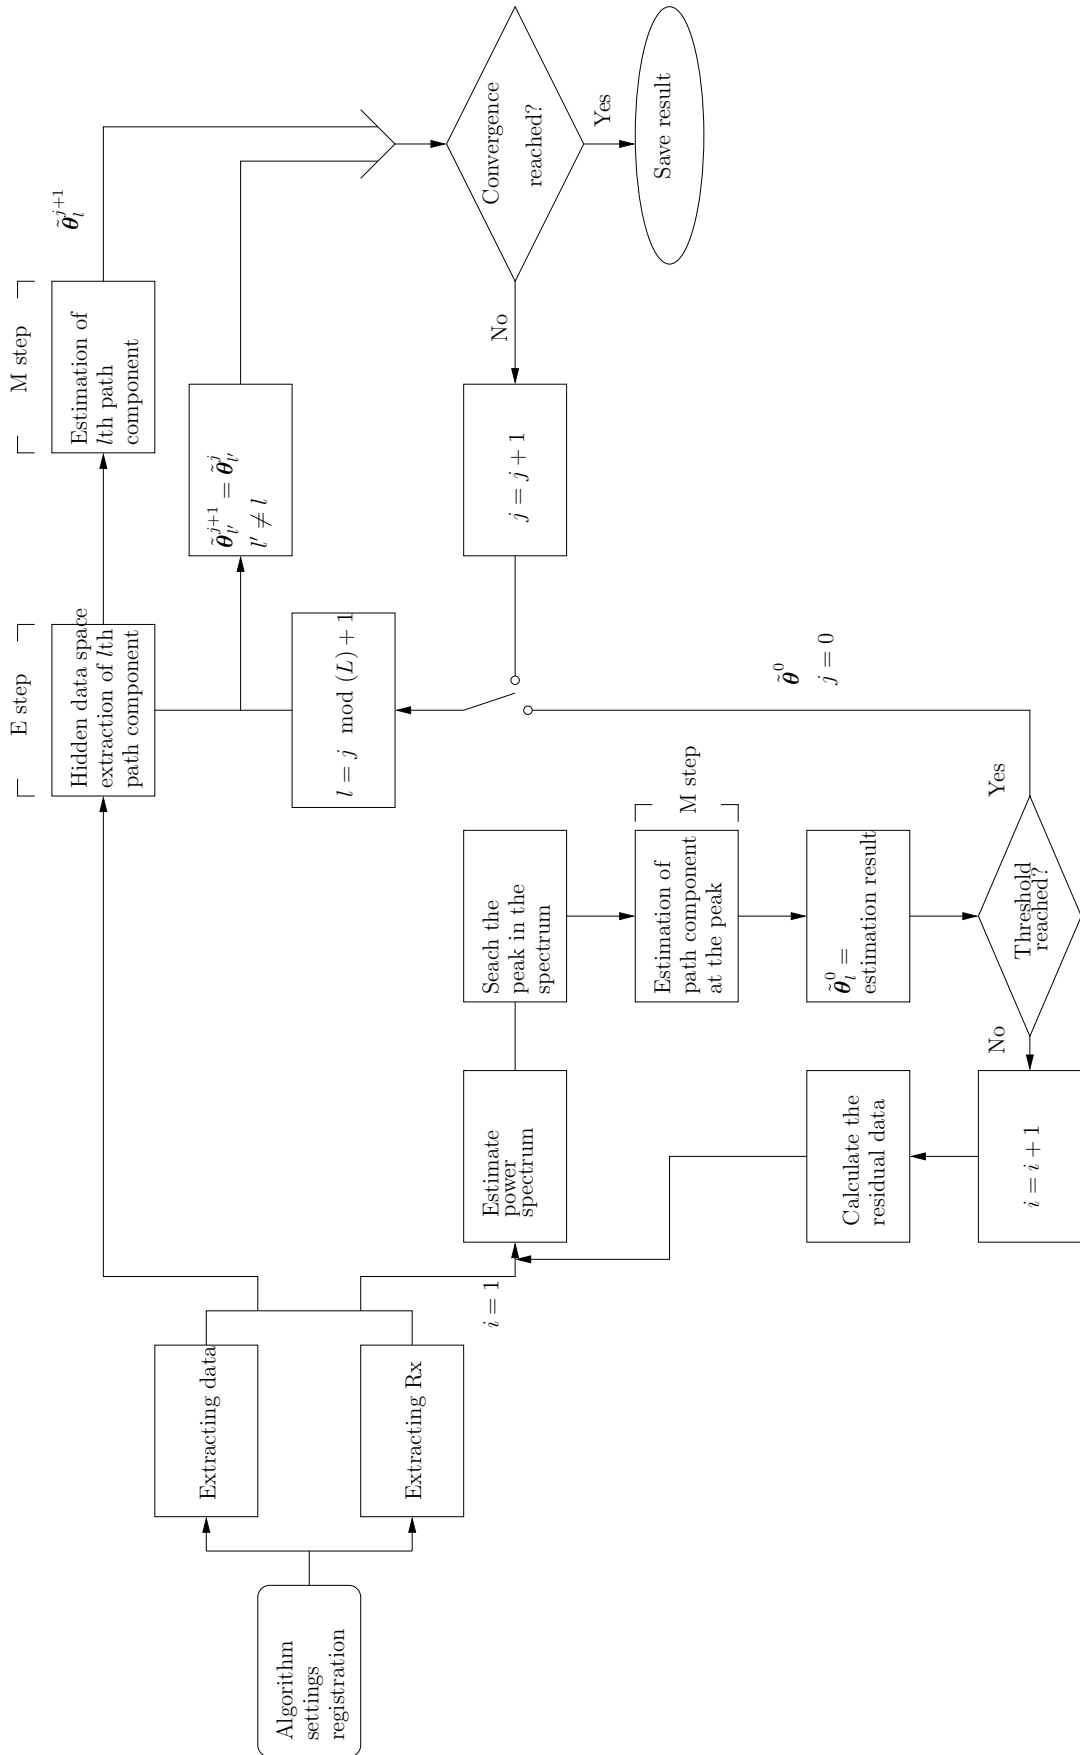 Algorithm
settings
registration
Extracting data
Extracting Rx
i = 1
Estimate
power
spectrum
Seach the
peak in the
spectrum
Estimation of
path component
at the peak
M step
θ̃_l^0 =
estimation result
Threshold
reached?
No
Yes
i = i + 1
Calculate the
residual data
θ̃^0
j = 0
l = j mod (L) + 1
E step
Hidden data space
extraction of lth
path component
M step
Estimation of
lth path
component
θ̃_l^{j+1}
θ̃_{l'}^{j+1} = θ̃_{l'}^j
l' ≠ l
Convergence
reached?
No
Yes
j = j + 1
Save result